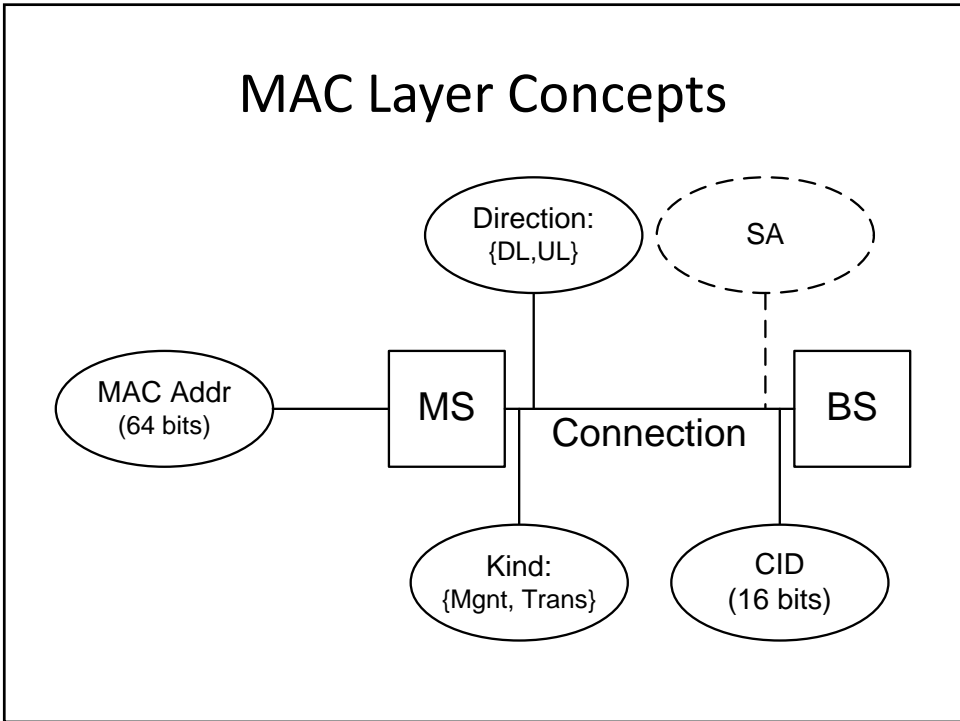 MAC Layer Concepts
Direction:
{DL,UL}
SA
MAC Addr
(64 bits)
MS
Connection
BS
Kind:
{Mgnt, Trans}
CID
(16 bits)